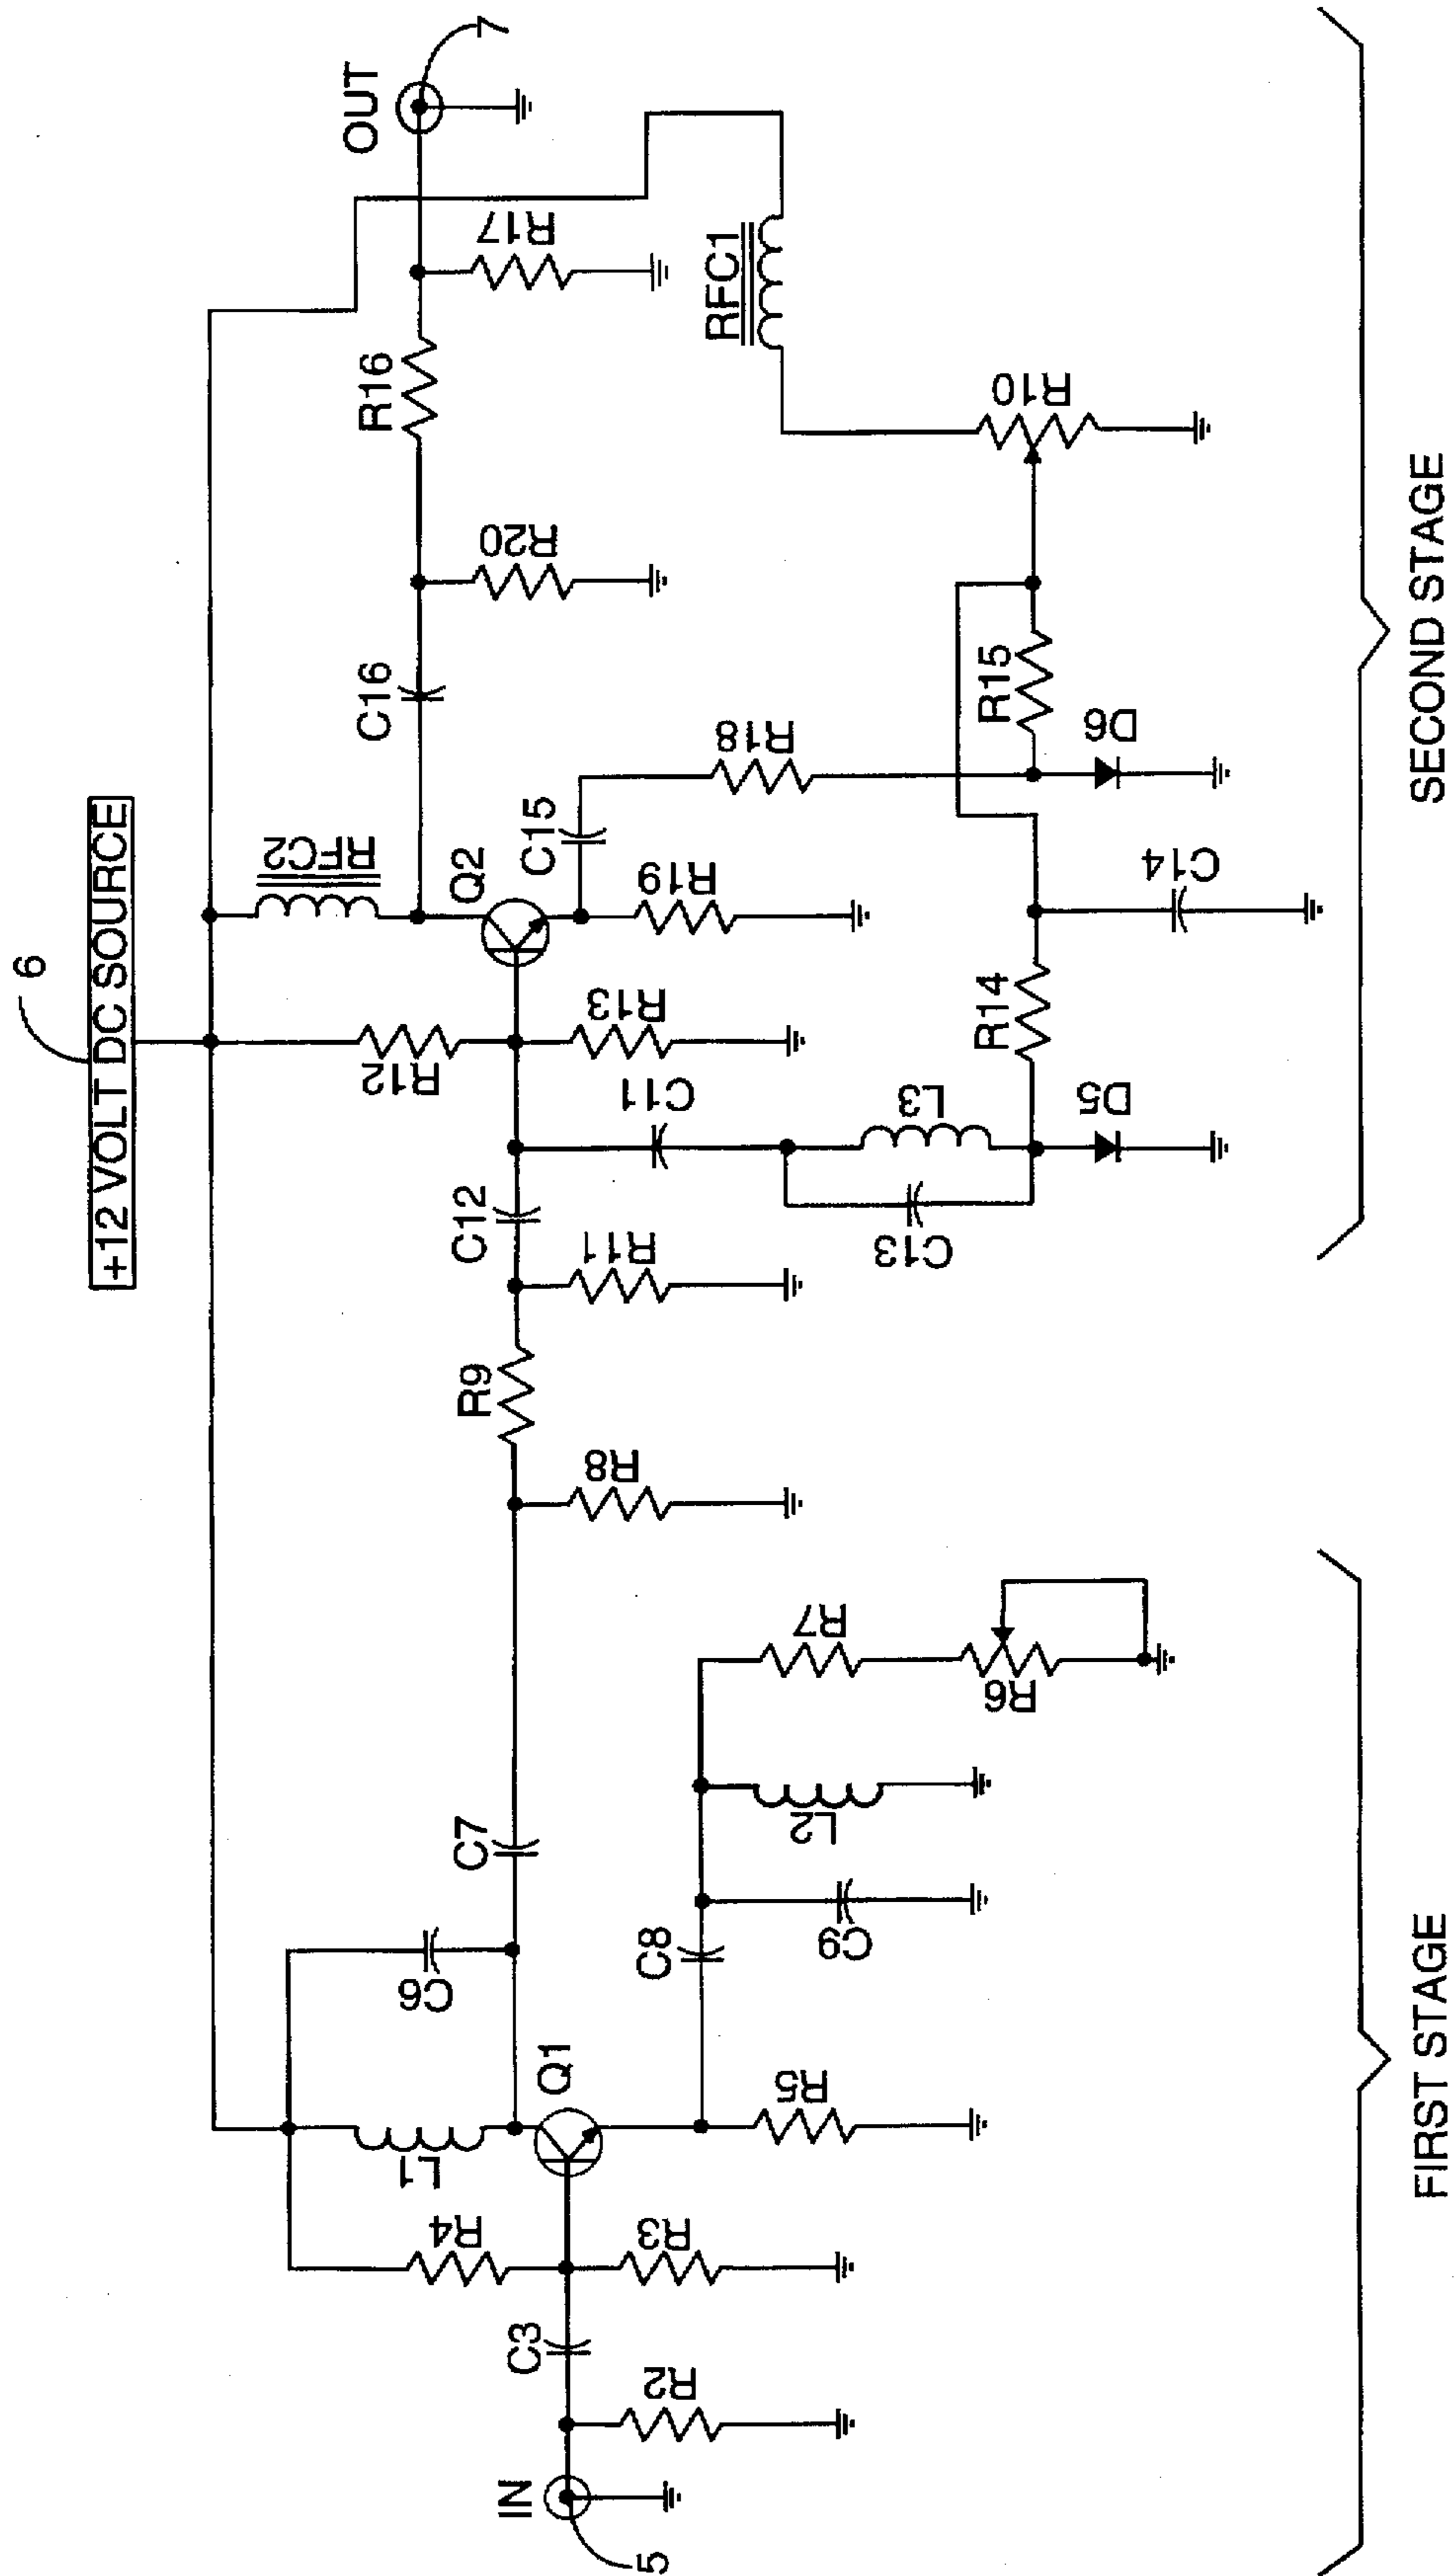 6
+12 VOLT DC SOURCE
OUT
7
RFC2
R12
R16
R17
C16
R20
Q2
C15
R18
R19
R13
C12
C11
R11
R9
R8
RFC1
R10
R15
D6
C14
R14
L3
D5
C13
C7
C6
L1
Q1
R4
R3
C3
R2
IN
5
R5
C8
C9
L2
R7
R6
FIRST STAGE
SECOND STAGE